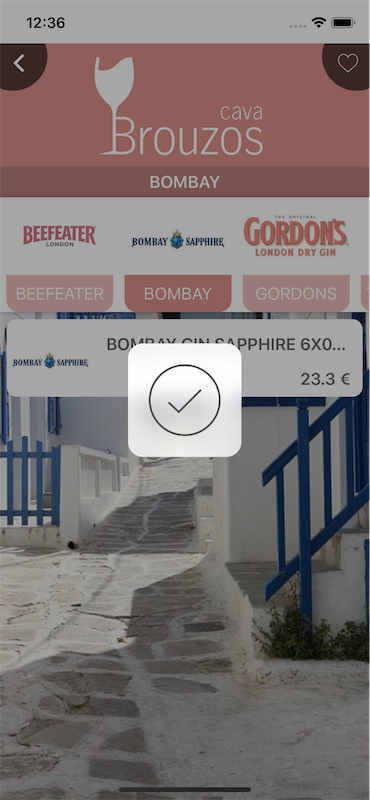 12:36
cava
Brouzos
BOMBAY
BEEFEATER
LONDON
BOMBAY SAPPHIRE
THE ORIGINAL
GORDON'S
LONDON DRY GIN
BEEFEATER
BOMBAY
GORDONS
BOMBAY GIN SAPPHIRE 6X0...
BOMBAY SAPPHIRE
23.3 €